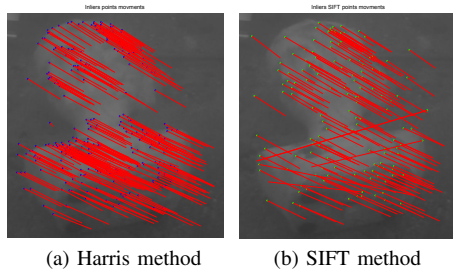 Inliers points movments
Inliers SIFT points movments
(a) Harris method
(b) SIFT method